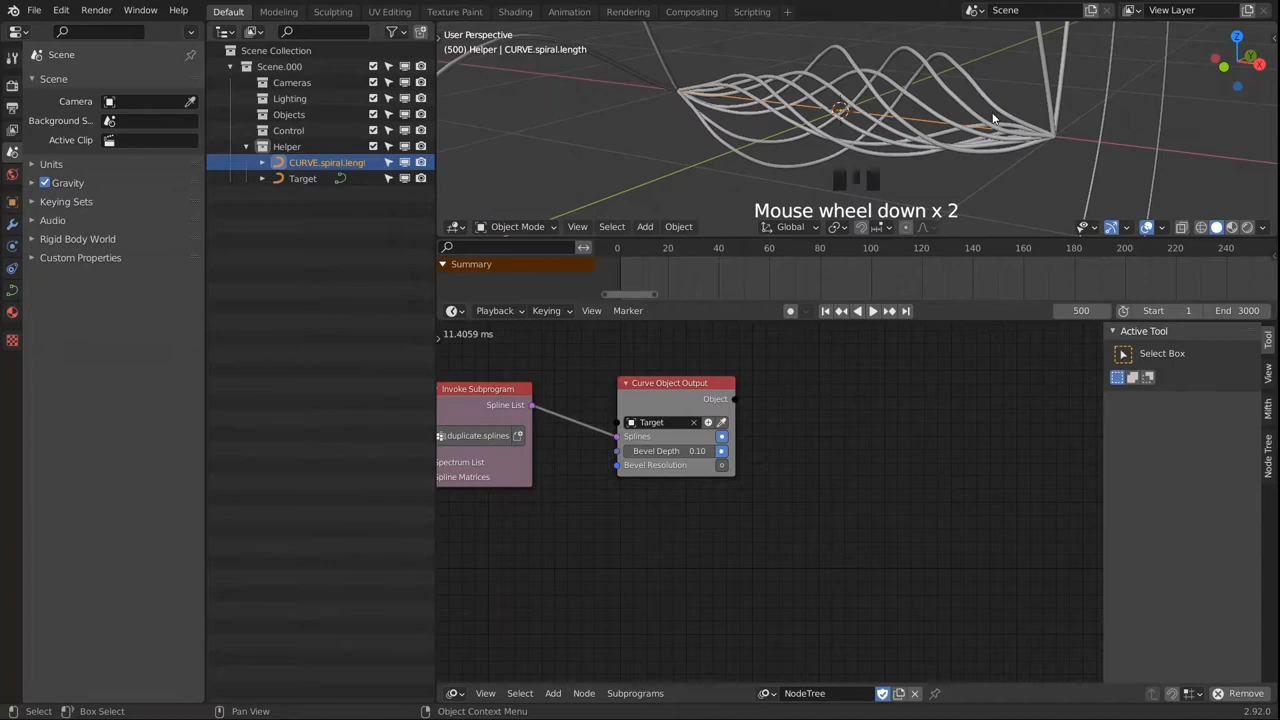 File Edit Render Window Help Default Modeling Sculpting UV Editing Texture Paint Shading Animation Rendering Compositing Scripting + Scene View Layer
Scene
Scene
Camera
Background S...
Active Clip
Units
Gravity
Keying Sets
Audio
Rigid Body World
Custom Properties
Scene Collection
Scene.000
Cameras
Lighting
Objects
Control
Helper
CURVE.spiral.lengt
Target
User Perspective
(500) Helper | CURVE.spiral.length
Z
Y
X
Mouse wheel down x 2
Object Mode View Select Add Object Global
0 20 40 60 80 100 120 140 160 180 200 220 240
Summary
Playback Keying View Marker 500 Start 1 End 3000
11.4059 ms
Invoke Subprogram
Spline List
duplicate.splines
Spectrum List
Spline Matrices
Curve Object Output
Object
Target
Splines
Bevel Depth 0.10
Bevel Resolution
Active Tool
Select Box
Tool
View
Mifth
Node Tree
View Select Add Node Subprograms NodeTree Remove
Select Box Select Pan View Object Context Menu 2.92.0